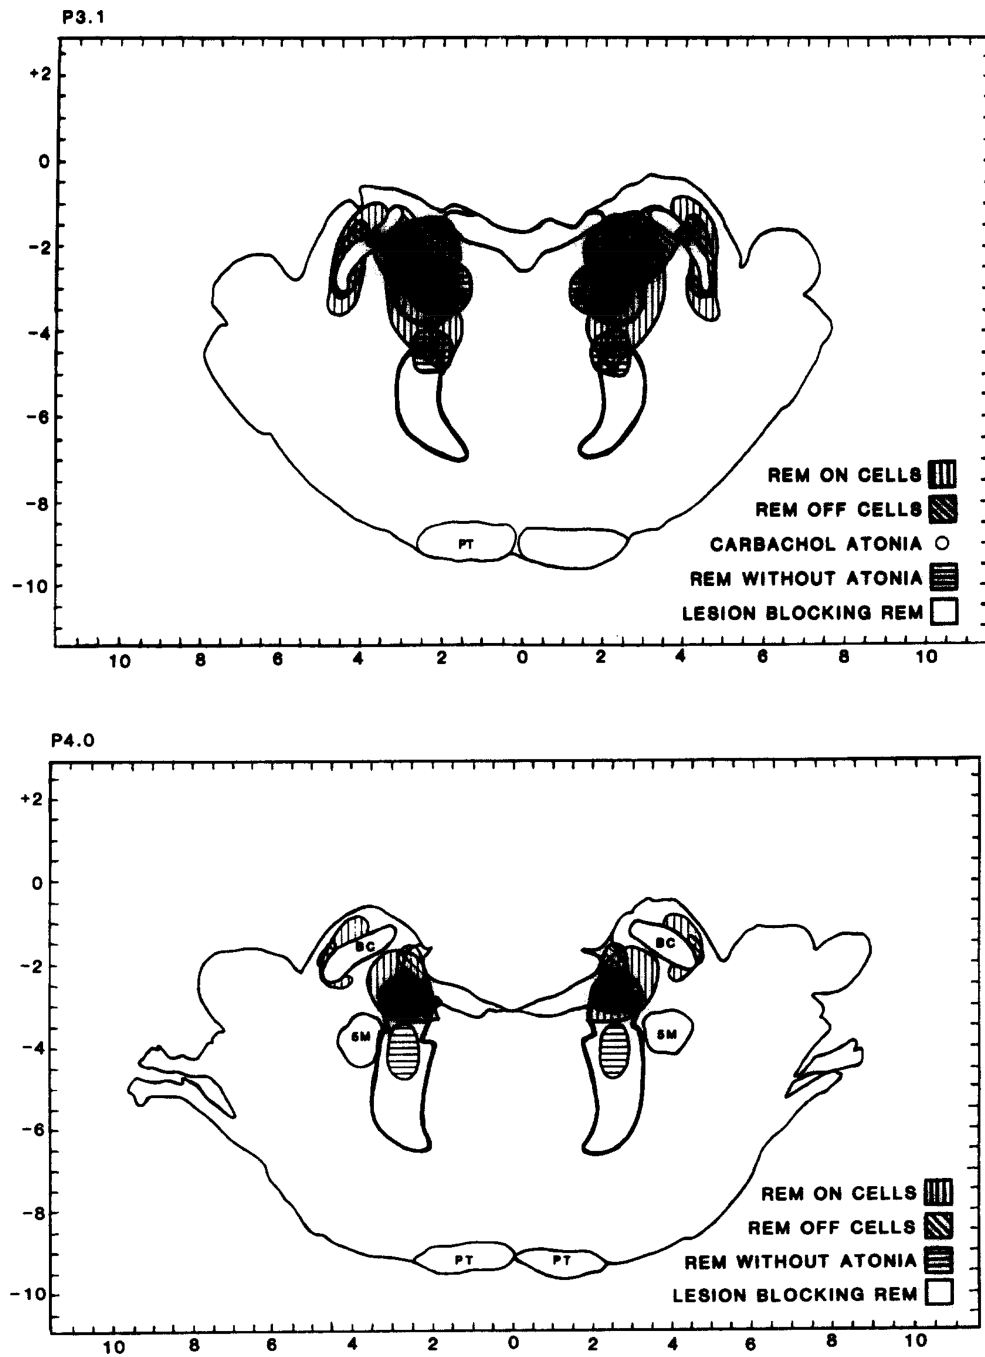 P3.1
+2
0
-2
-4
-6
-8
-10
PT
REM ON CELLS
REM OFF CELLS
CARBACHOL ATONIA
REM WITHOUT ATONIA
LESION BLOCKING REM
10 8 6 4 2 0 2 4 6 8 10
P4.0
+2
0
-2
-4
-6
-8
-10
BC BC
5M 5M
PT PT
REM ON CELLS
REM OFF CELLS
REM WITHOUT ATONIA
LESION BLOCKING REM
10 8 6 4 2 0 2 4 6 8 10